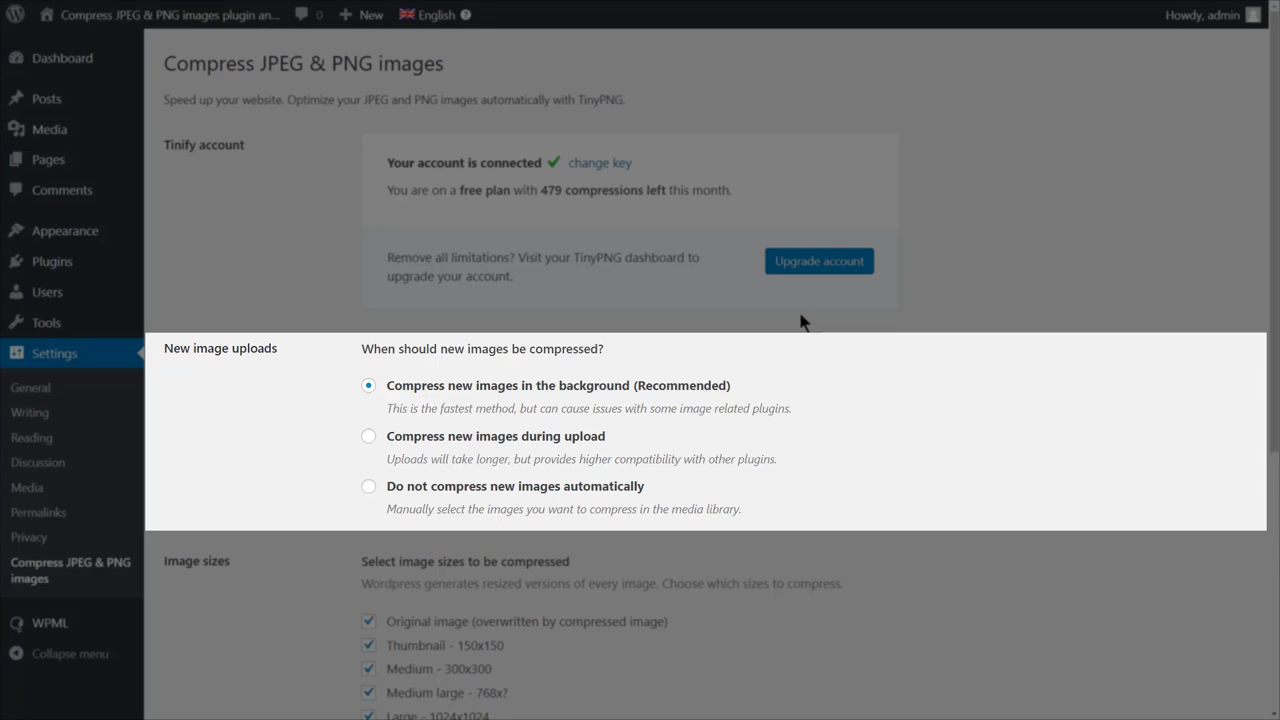 Compress JPEG & PNG images plugin an... 0 New English Howdy, admin
Dashboard
Posts
Media
Pages
Comments
Appearance
Plugins
Users
Tools
Settings
General
Writing
Reading
Discussion
Media
Permalinks
Privacy
Compress JPEG & PNG
images
WPML
Collapse menu
Compress JPEG & PNG images
Speed up your website. Optimize your JPEG and PNG images automatically with TinyPNG.
Tinify account
Your account is connected change key
You are on a free plan with 479 compressions left this month.
Remove all limitations? Visit your TinyPNG dashboard to
upgrade your account.
Upgrade account
New image uploads
When should new images be compressed?
Compress new images in the background (Recommended)
This is the fastest method, but can cause issues with some image related plugins.
Compress new images during upload
Uploads will take longer, but provides higher compatibility with other plugins.
Do not compress new images automatically
Manually select the images you want to compress in the media library.
Image sizes
Select image sizes to be compressed
Wordpress generates resized versions of every image. Choose which sizes to compress.
Original image (overwritten by compressed image)
Thumbnail - 150x150
Medium - 300x300
Medium large - 768x?
Large - 1024x1024